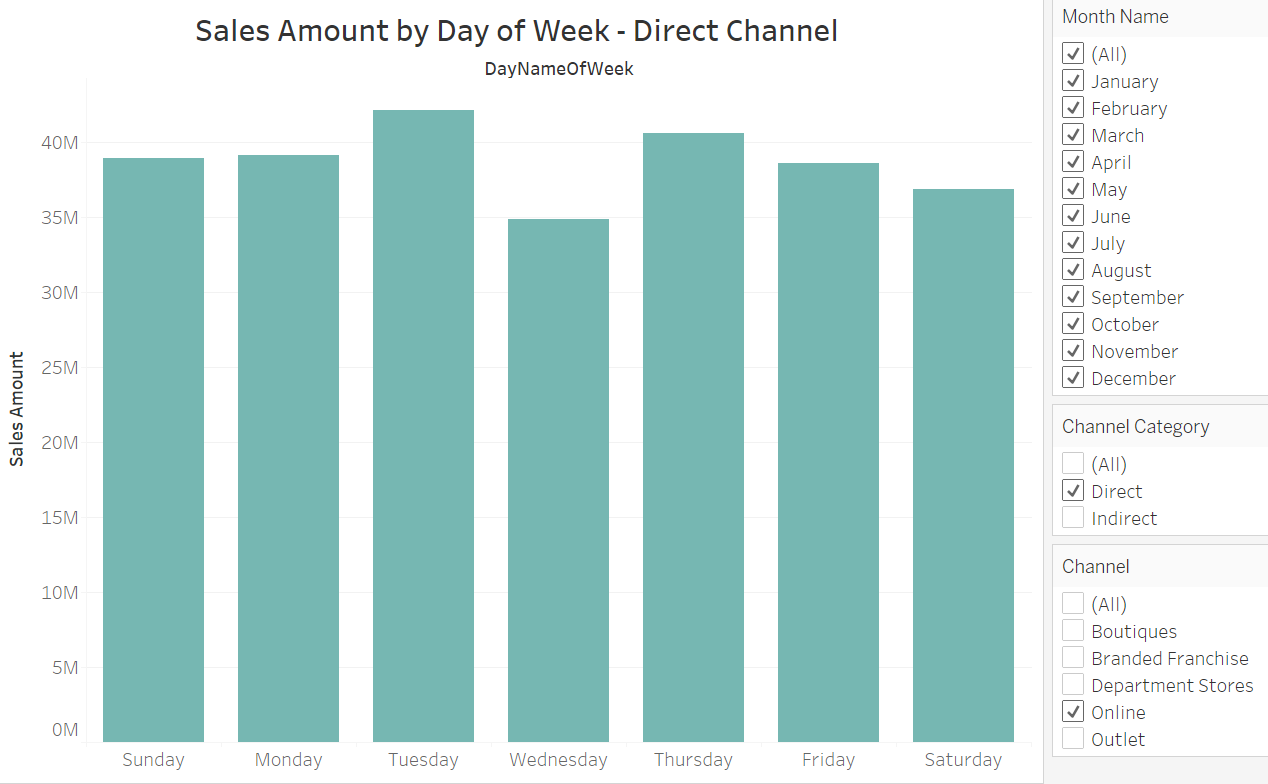 Sales Amount by Day of Week - Direct Channel
DayNameOfWeek
Sales Amount
40M
35M
30M
25M
20M
15M
10M
5M
0M
Sunday Monday Tuesday Wednesday Thursday Friday Saturday
Month Name
(All)
January
February
March
April
May
June
July
August
September
October
November
December
Channel Category
(All)
Direct
Indirect
Channel
(All)
Boutiques
Branded Franchise
Department Stores
Online
Outlet